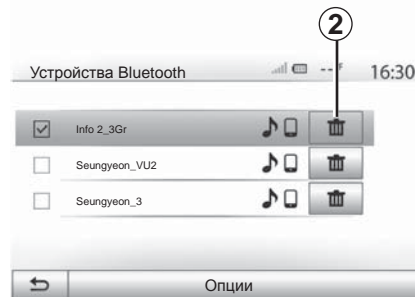 2
Устройства Bluetooth --- 16:30
Info 2_3Gr
Seungyeon_VU2
Seungyeon_3
Опции